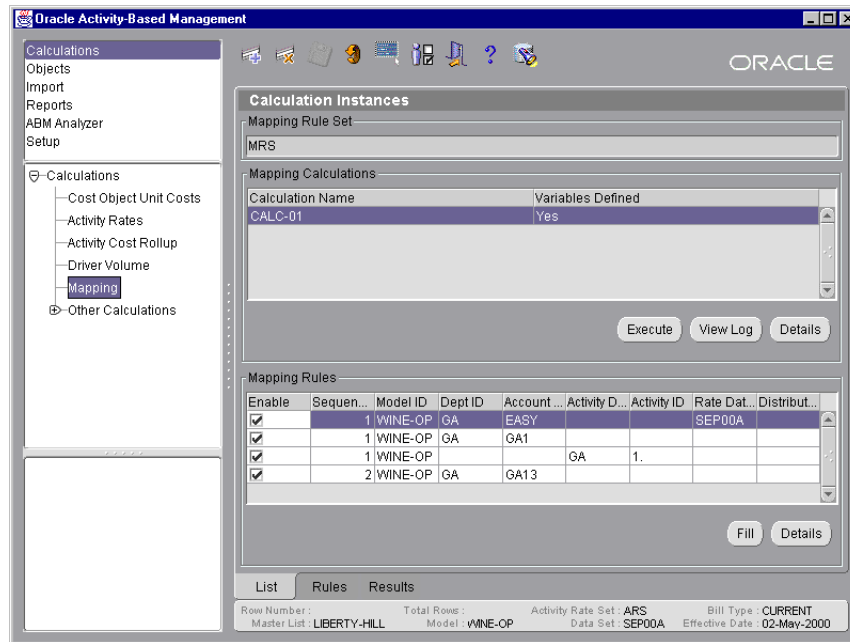 Oracle Activity-Based Management
Calculations
Objects
Import
Reports
ABM Analyzer
Setup
ORACLE
Calculations
Cost Object Unit Costs
Activity Rates
Activity Cost Rollup
Driver Volume
Mapping
Other Calculations
Calculation Instances
Mapping Rule Set
MRS
Mapping Calculations
Calculation Name Variables Defined
CALC-01 Yes
Execute View Log Details
Mapping Rules
Enable Sequen... Model ID Dept ID Account ... Activity D... Activity ID Rate Dat... Distribut...
1 WINE-OP GA EASY SEP00A
1 WINE-OP GA GA1
1 WINE-OP GA 1.
2 WINE-OP GA GA13
Fill Details
List Rules Results
Row Number : Total Rows : Activity Rate Set : ARS Bill Type : CURRENT
Master List : LIBERTY-HILL Model : WINE-OP Data Set : SEP00A Effective Date : 02-May-2000